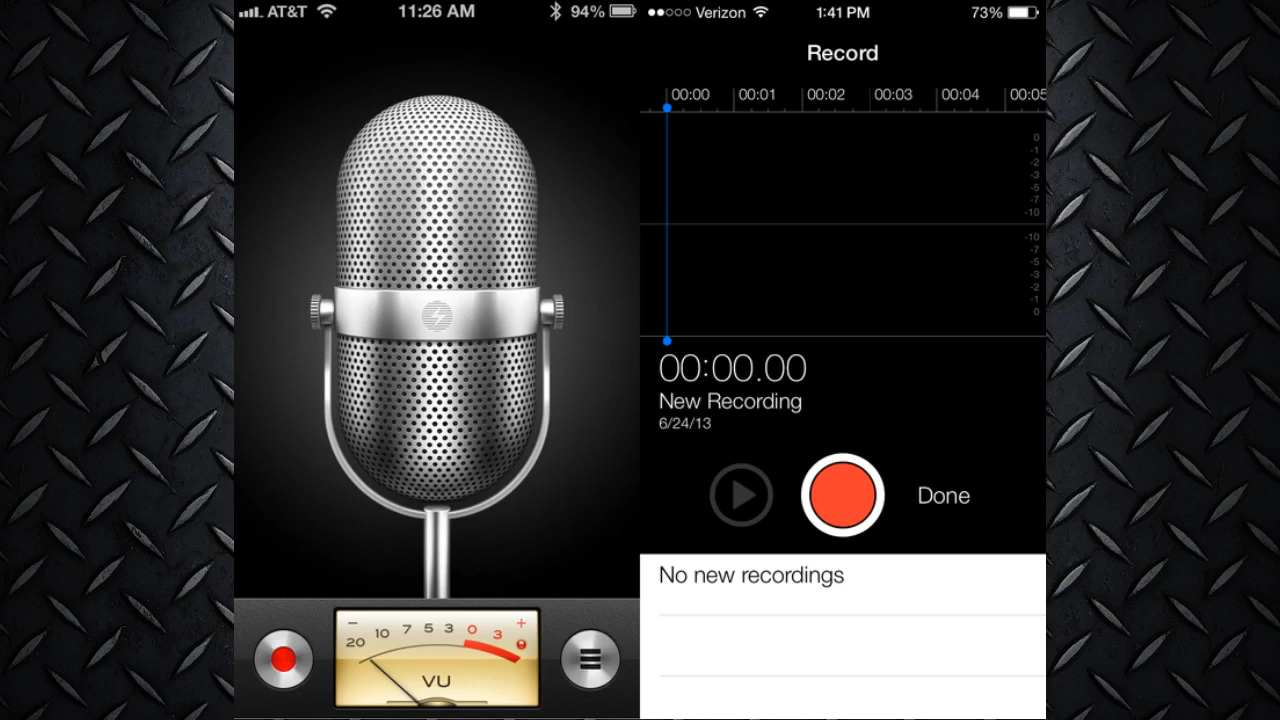 AT&T 11:26 AM 94%
− 20 10 7 5 3 0 3 +
VU
Verizon 1:41 PM 73%
Record
00:00 00:01 00:02 00:03 00:04 00:05
0
-1
-2
-3
-5
-7
-10
-10
-7
-5
-3
-2
-1
0
00:00.00
New Recording
6/24/13
Done
No new recordings